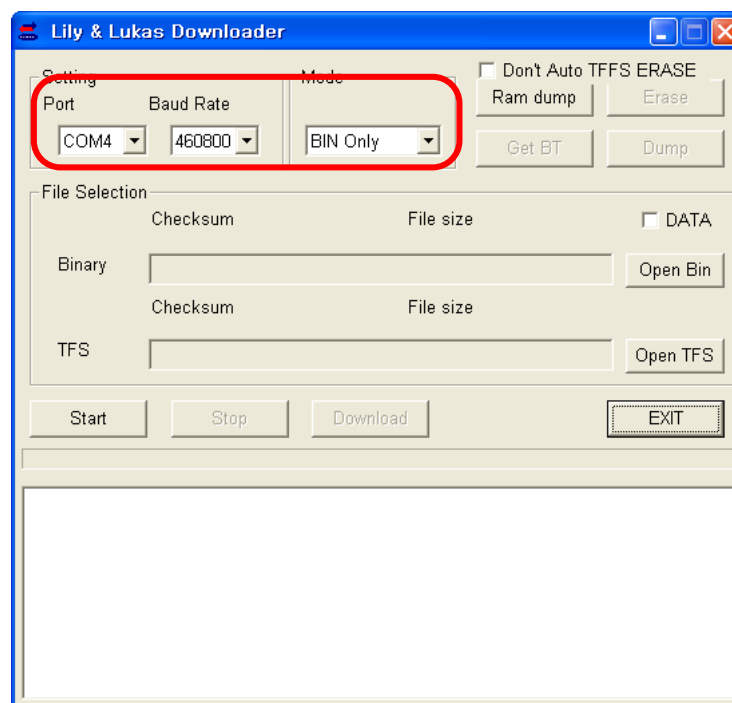 Lily & Lukas Downloader
Setting
Mode
Don't Auto TFFS ERASE
Port
Baud Rate
Ram dump
Erase
COM4
460800
BIN Only
Get BT
Dump
File Selection
Checksum
File size
DATA
Binary
Open Bin
Checksum
File size
TFS
Open TFS
Start
Stop
Download
EXIT